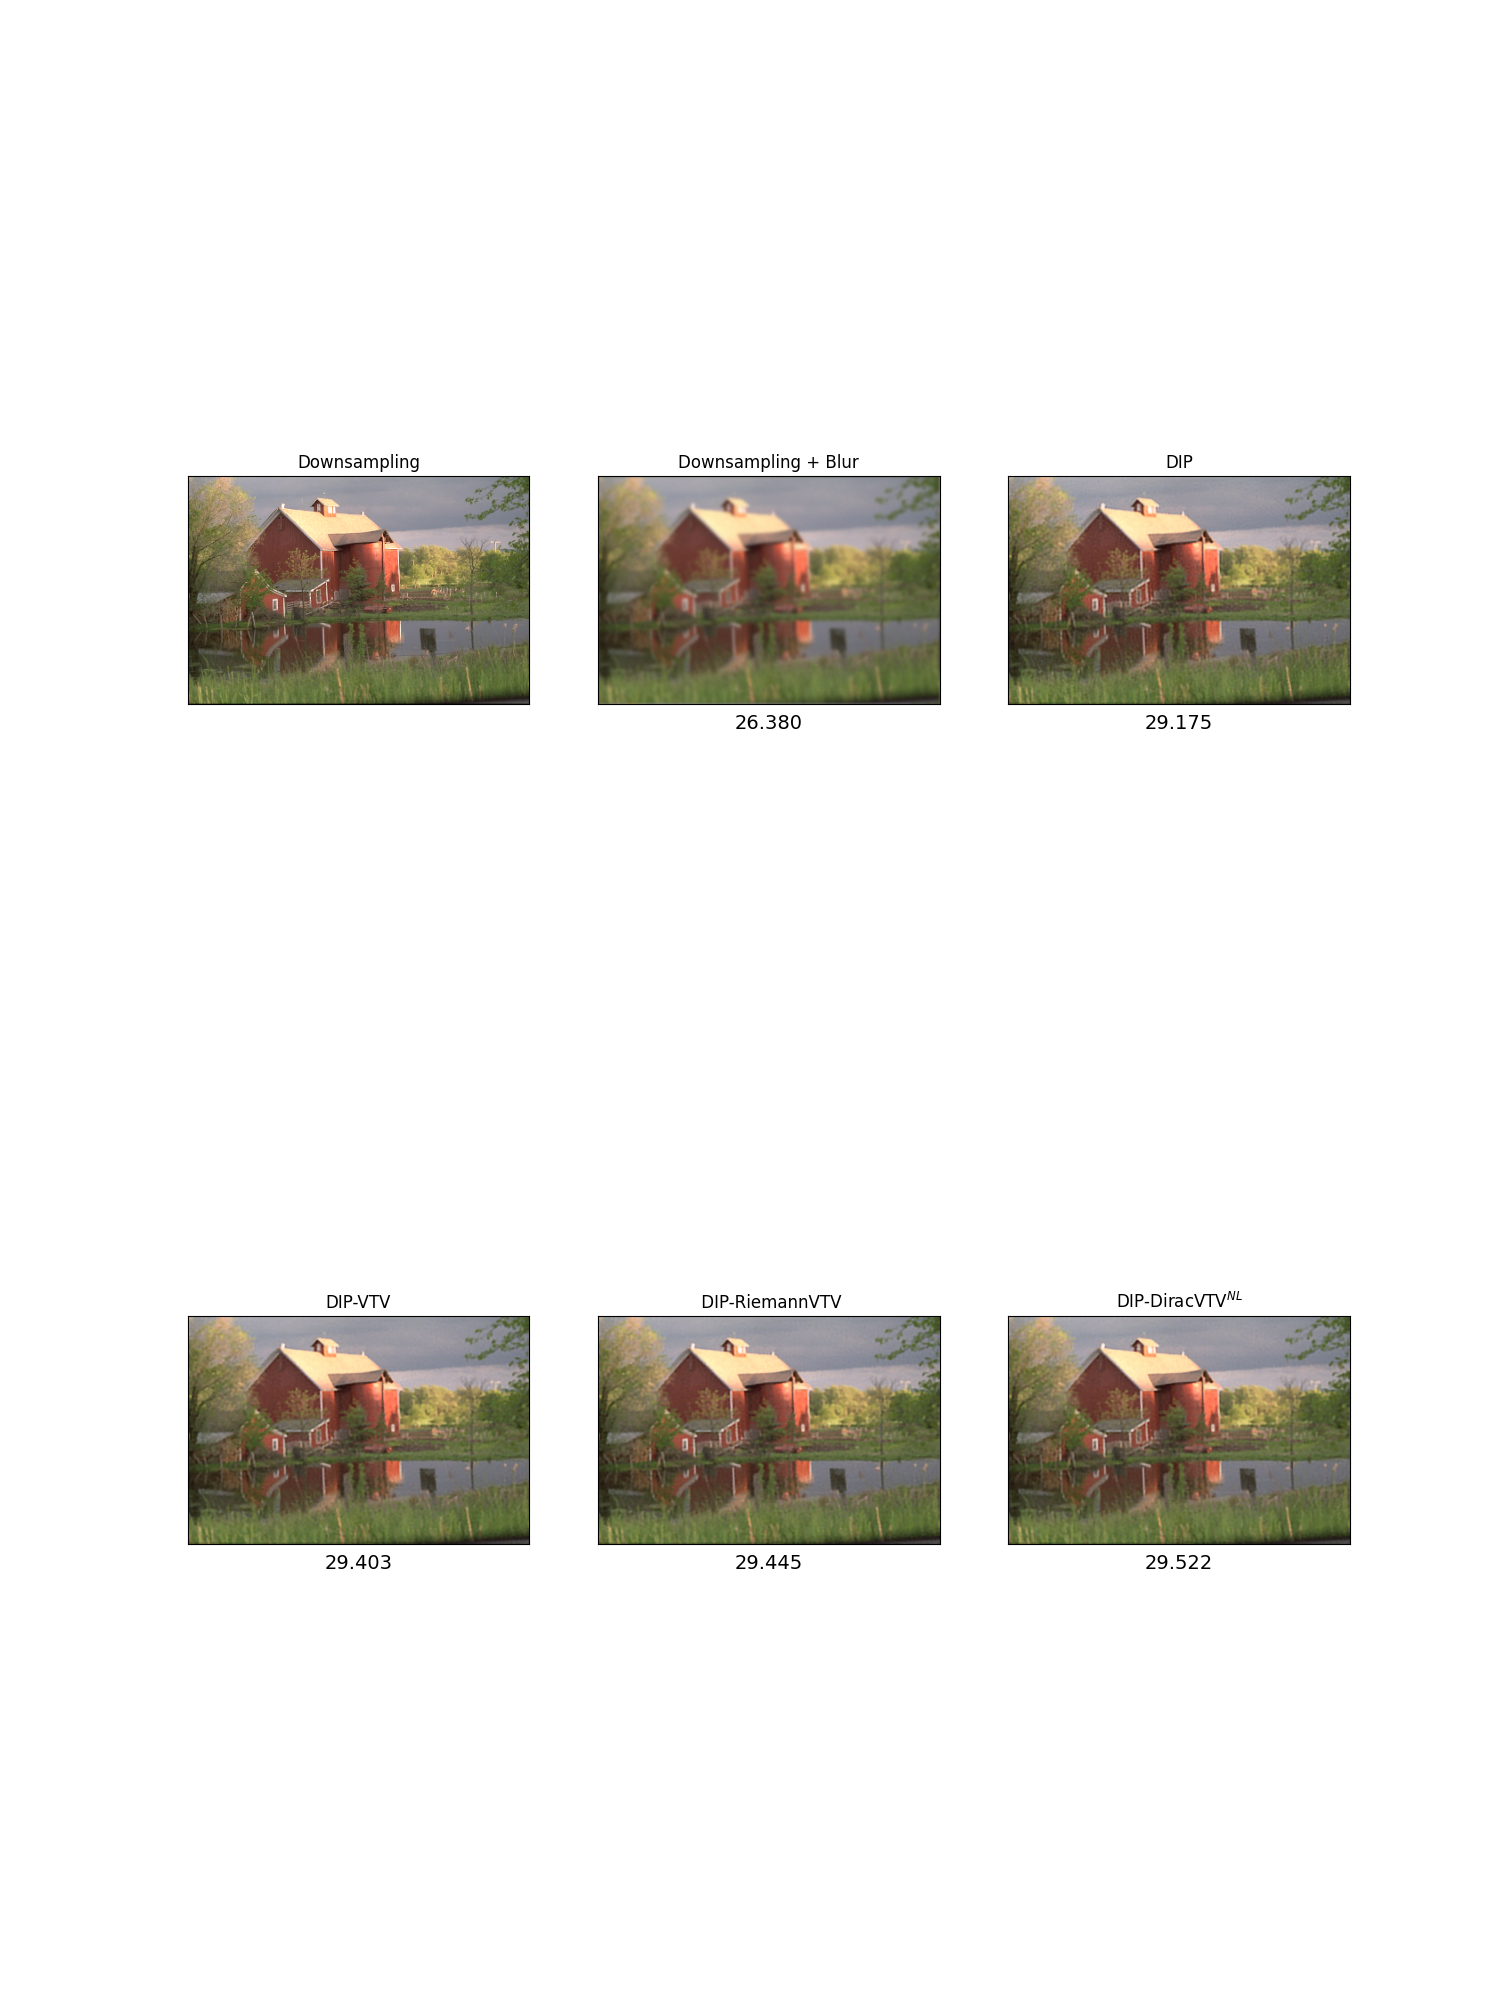 Downsampling
Downsampling + Blur
DIP
26.380
29.175
DIP-VTV
DIP-RiemannVTV
DIP-DiracVTV^{NL}
29.403
29.445
29.522